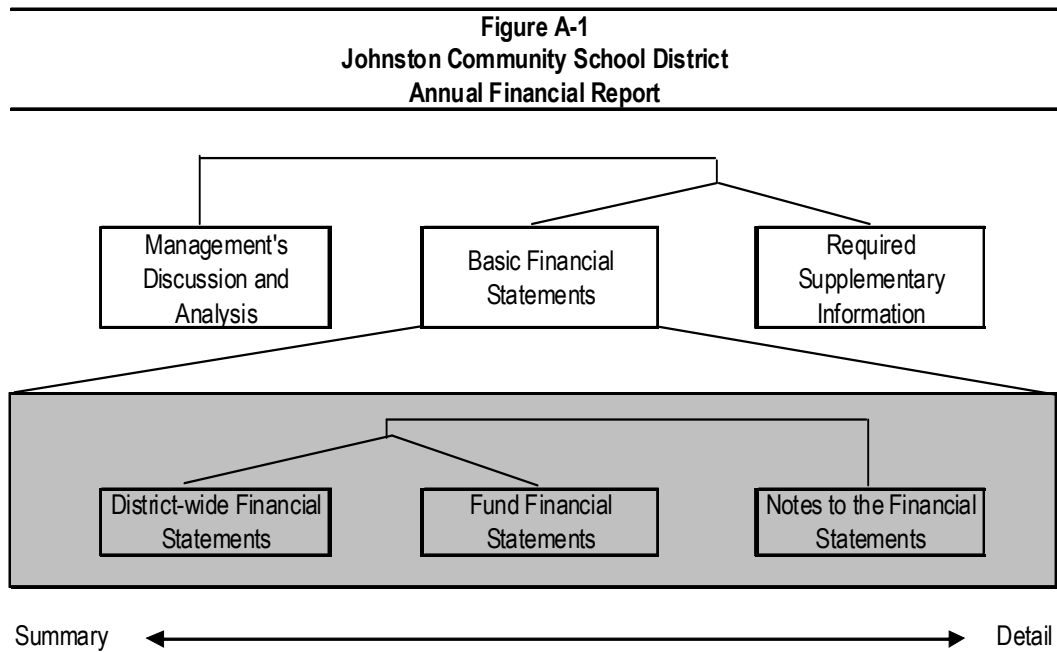 Figure A-1
Johnston Community School District
Annual Financial Report
Management's
Discussion and
Analysis
Basic Financial
Statements
Required
Supplementary
Information
District-wide Financial
Statements
Fund Financial
Statements
Notes to the Financial
Statements
Summary
Detail